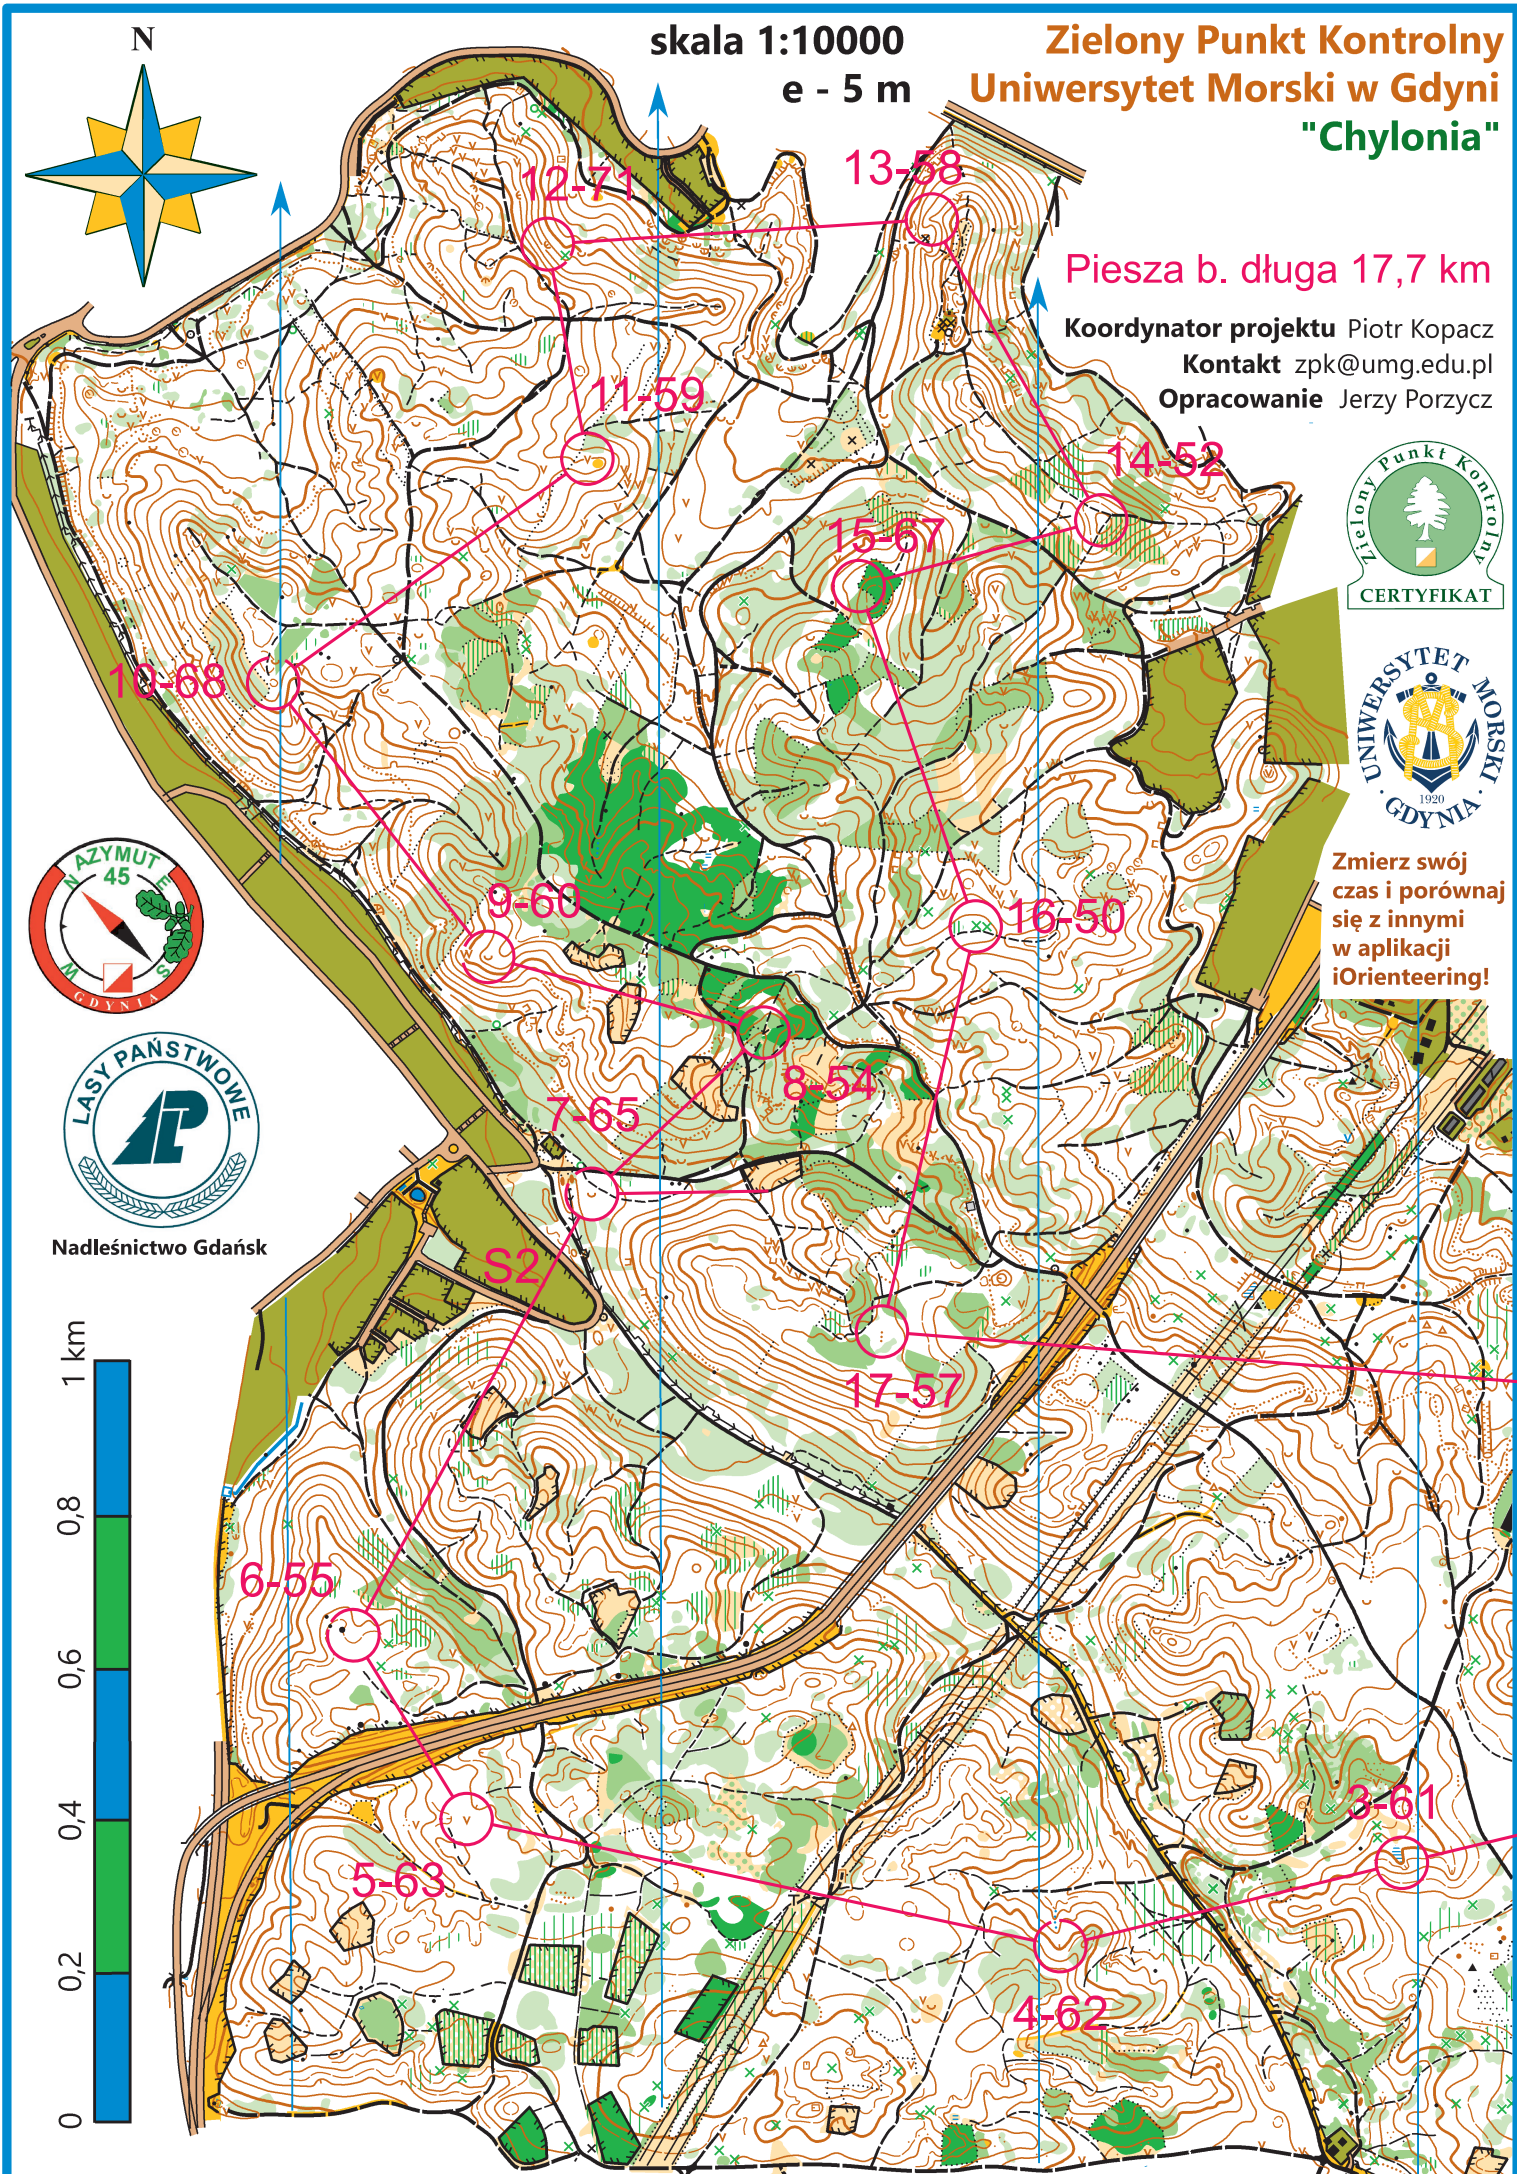 N
skala 1:10000
e - 5 m
Zielony Punkt Kontrolny
Uniwersytet Morski w Gdyni
"Chylonia"
12-71
13-58
Piesza b. długa 17,7 km
Koordynator projektu Piotr Kopacz
Kontakt zpk@umg.edu.pl
Opracowanie Jerzy Porzycz
11-59
14-52
Zielony Punkt Kontrolny
CERTYFIKAT
15-67
10-68
UNIWERSYTET MORSKI
1920
· GDYNIA ·
AZYMUT
45
N E
W S
GDYNIA
9-60
16-50
Zmierz swój
czas i porównaj
się z innymi
w aplikacji
iOrienteering!
LASY PAŃSTWOWE
LP
Nadleśnictwo Gdańsk
8-54
7-65
S2
17-57
1 km
0,8
0,6
0,4
0,2
0
6-55
3-61
5-63
4-62